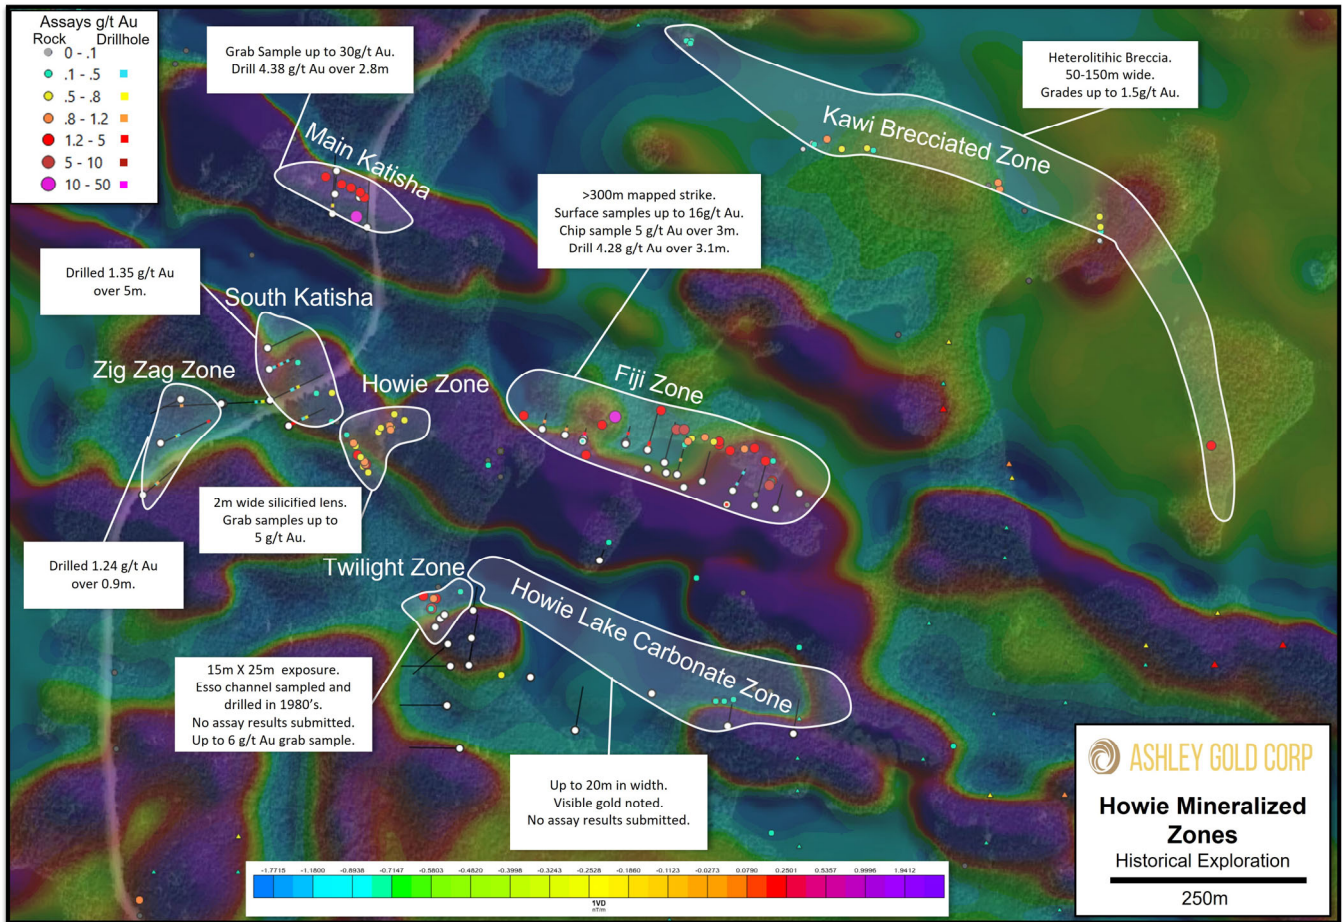 Assays g/t Au
Rock Drillhole
0 - .1
.1 - .5
.5 - .8
.8 - 1.2
1.2 - 5
5 - 10
10 - 50
Grab Sample up to 30g/t Au.
Drill 4.38 g/t Au over 2.8m
Main Katisha
Heterolitihic Breccia.
50-150m wide.
Grades up to 1.5g/t Au.
Kawi Brecciated Zone
>300m mapped strike.
Surface samples up to 16g/t Au.
Chip sample 5 g/t Au over 3m.
Drill 4.28 g/t Au over 3.1m.
Drilled 1.35 g/t Au
over 5m.
South Katisha
Zig Zag Zone
Howie Zone
Fiji Zone
2m wide silicified lens.
Grab samples up to
5 g/t Au.
Drilled 1.24 g/t Au
over 0.9m.
Twilight Zone
Howie Lake Carbonate Zone
15m X 25m exposure.
Esso channel sampled and
drilled in 1980's.
No assay results submitted.
Up to 6 g/t Au grab sample.
Up to 20m in width.
Visible gold noted.
No assay results submitted.
ASHLEY GOLD CORP
Howie Mineralized
Zones
Historical Exploration
250m
-1.7715 -1.1800 -0.8938 -0.7147 -0.5803 -0.4820 -0.3998 -0.3243 -0.2528 -0.1860 -0.1123 -0.0273 0.0790 0.2501 0.5357 0.9996 1.9412
1VD
nT/m